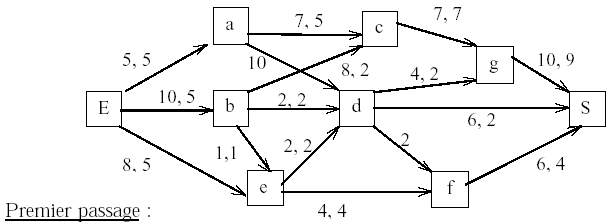 a
7, 5
c
7, 7
5, 5
10
8, 2
g
10, 9
4, 2
E
10, 5
b
2, 2
d
6, 2
S
8, 5
1,1
2, 2
2
6, 4
e
4, 4
f
Premier passage :